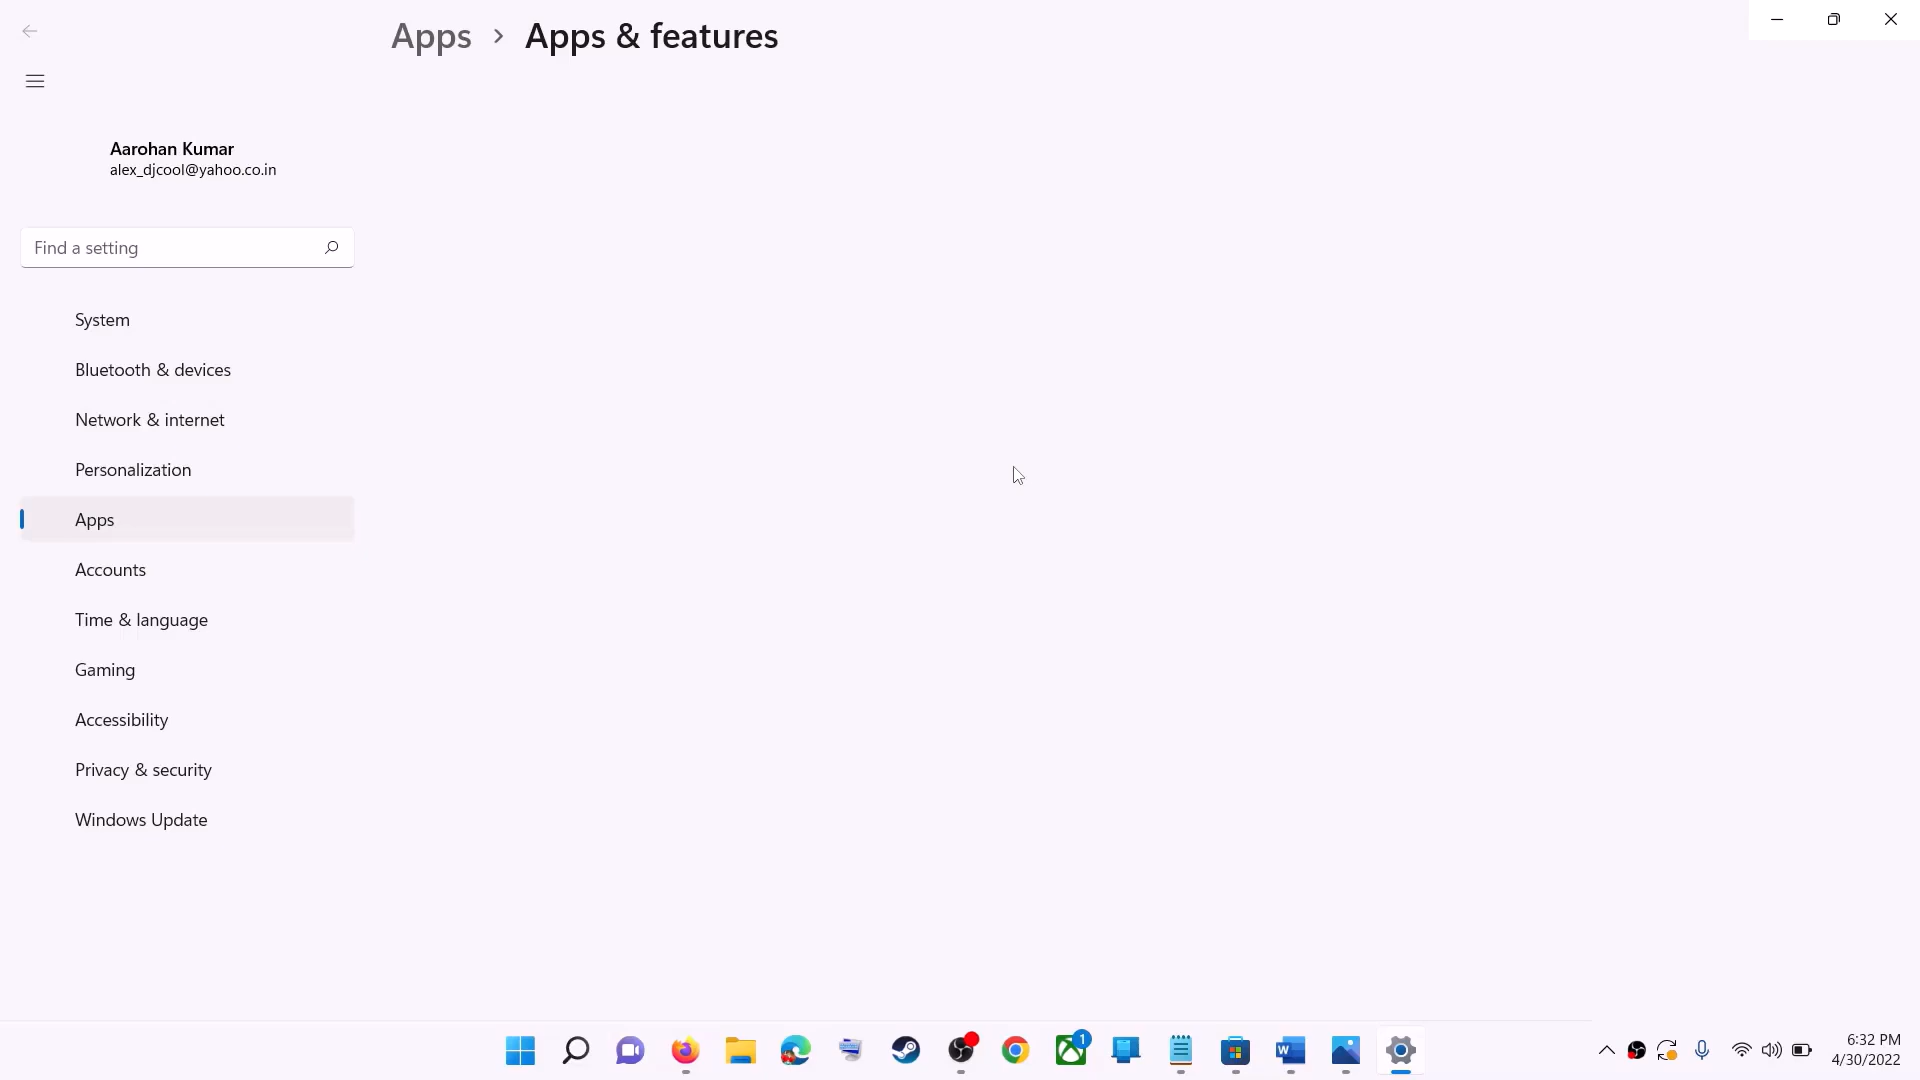 Apps > Apps & features
Aarohan Kumar
alex_djcool@yahoo.co.in
Find a setting
System
Bluetooth & devices
Network & internet
Personalization
Apps
Accounts
Time & language
Gaming
Accessibility
Privacy & security
Windows Update
1
W
6:32 PM
4/30/2022